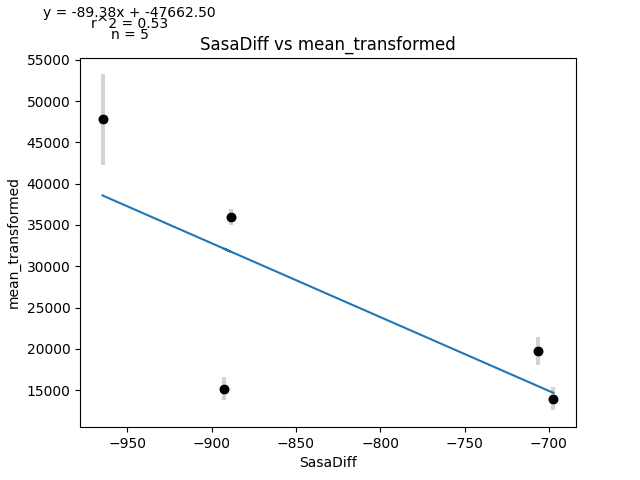 y = -89.38x + -47662.50
r^2 = 0.53
n = 5
SasaDiff vs mean_transformed
55000
50000
45000
40000
35000
30000
25000
20000
15000
mean_transformed
−950 −900 −850 −800 −750 −700
SasaDiff